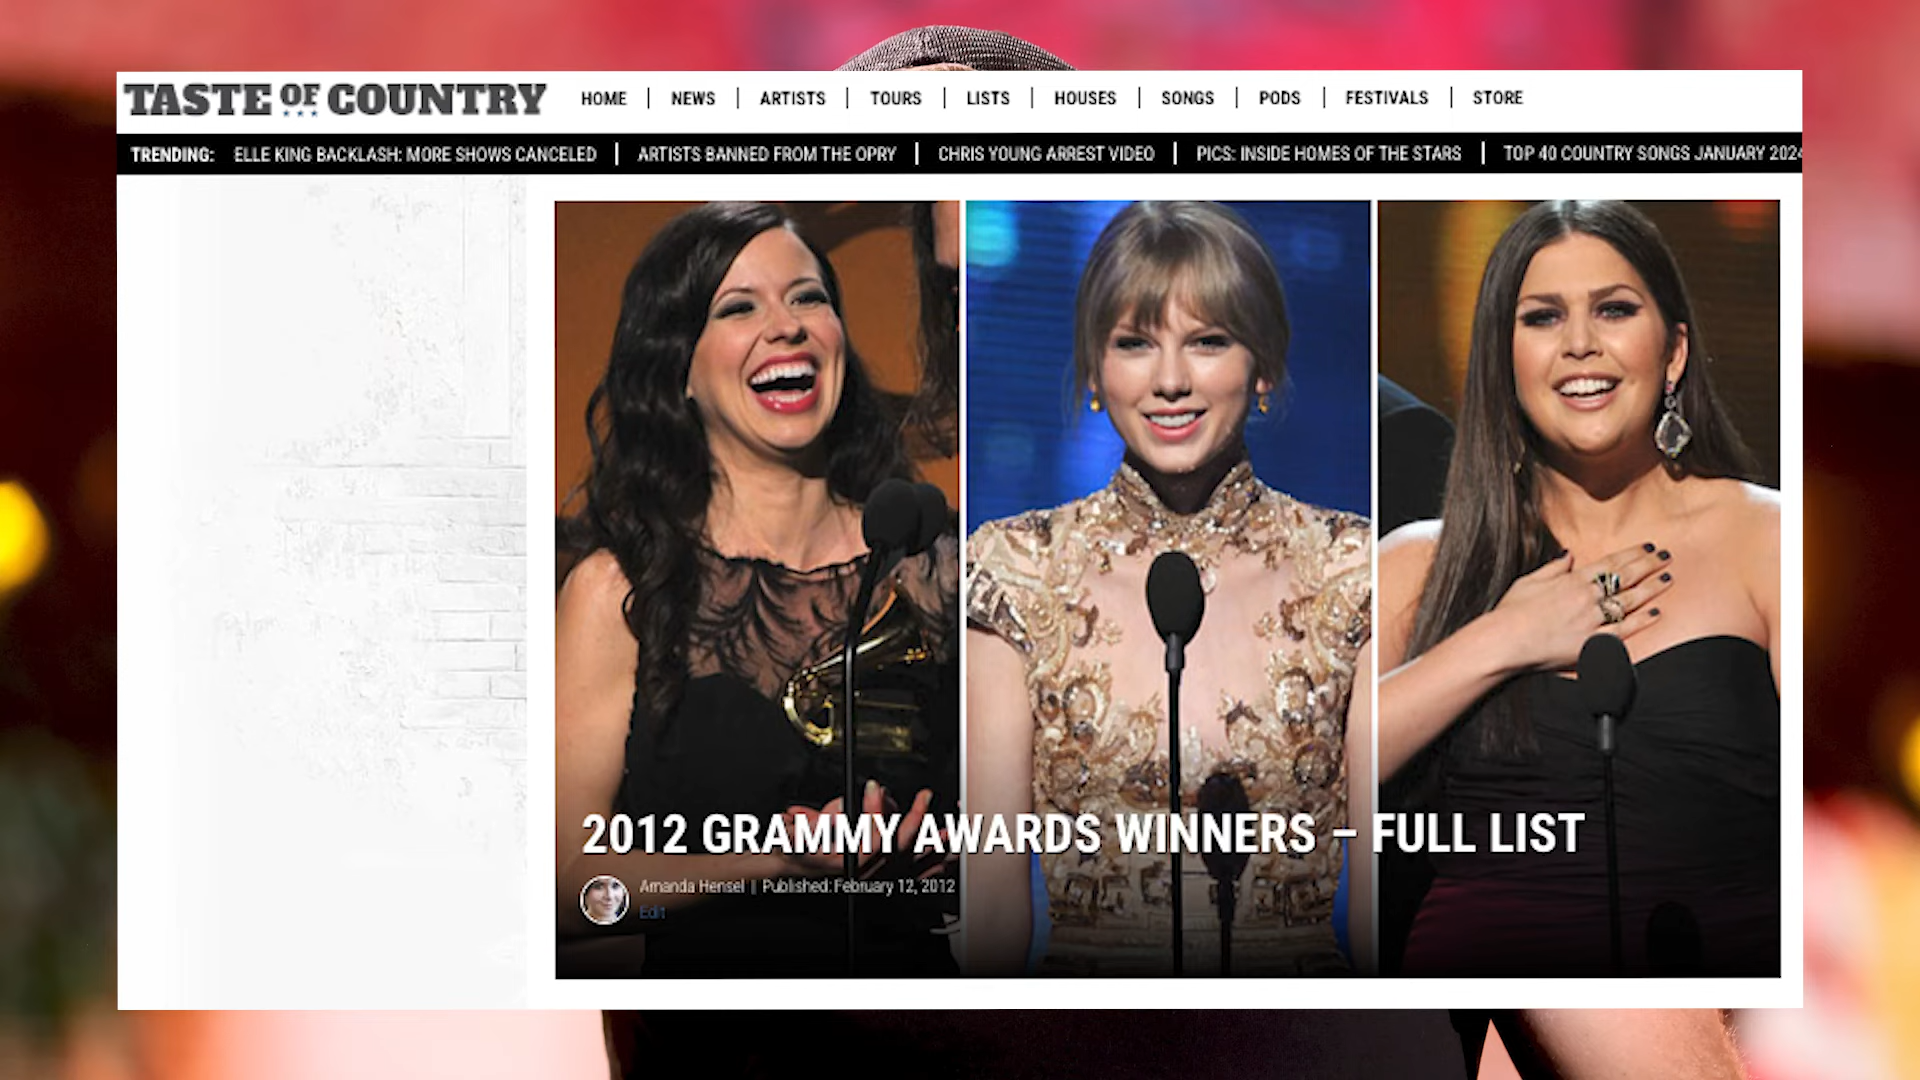 TASTE OF COUNTRY HOME NEWS ARTISTS TOURS LISTS HOUSES SONGS PODS FESTIVALS STORE
TRENDING: ELLE KING BACKLASH: MORE SHOWS CANCELED ARTISTS BANNED FROM THE OPRY CHRIS YOUNG ARREST VIDEO PICS: INSIDE HOMES OF THE STARS TOP 40 COUNTRY SONGS JANUARY 2024
2012 GRAMMY AWARDS WINNERS – FULL LIST
Amanda Hensel | Published: February 12, 2012
Edit